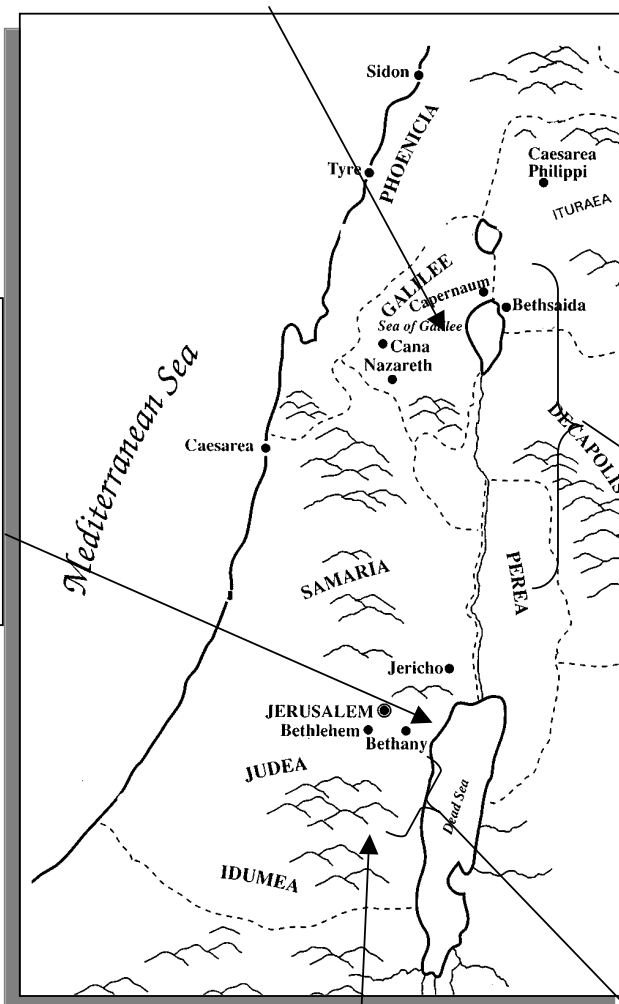 Sidon
PHOENICIA
Tyre
Caesarea
Philippi
ITURAEA
GALILEE
Capernaum
Bethsaida
Sea of Galilee
Cana
Nazareth
Mediterranean Sea
DECAPOLIS
Caesarea
SAMARIA
PEREA
Jericho
JERUSALEM
Bethlehem
Bethany
JUDEA
Dead Sea
IDUMEA